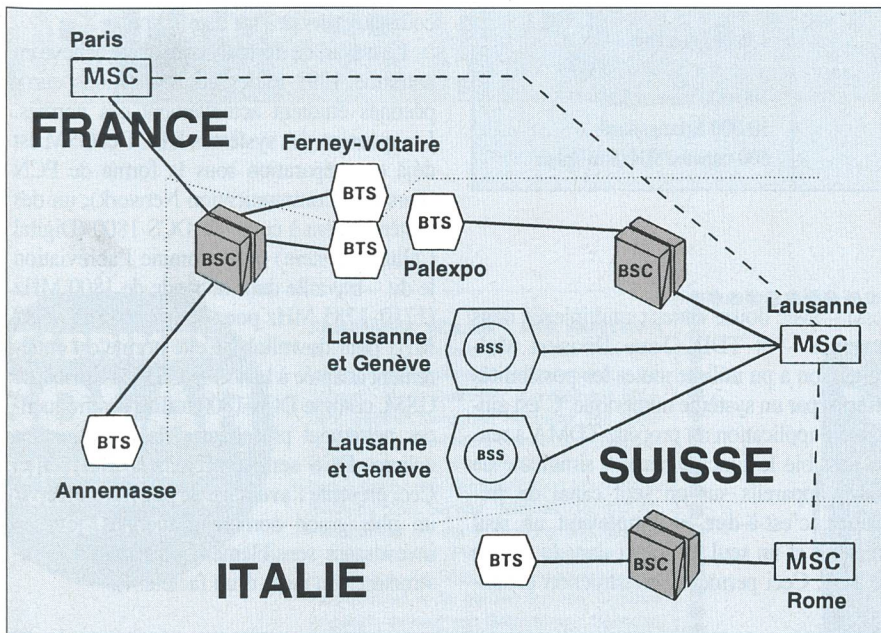 Paris
MSC
FRANCE
Ferney-Voltaire
BTS
BTS
BTS
BSC
Palexpo
BSC
Lausanne
MSC
Lausanne
et Genève
BSS
Lausanne
et Genève
BSS
BTS
Annemasse
SUISSE
BTS
BSC
MSC
Rome
ITALIE